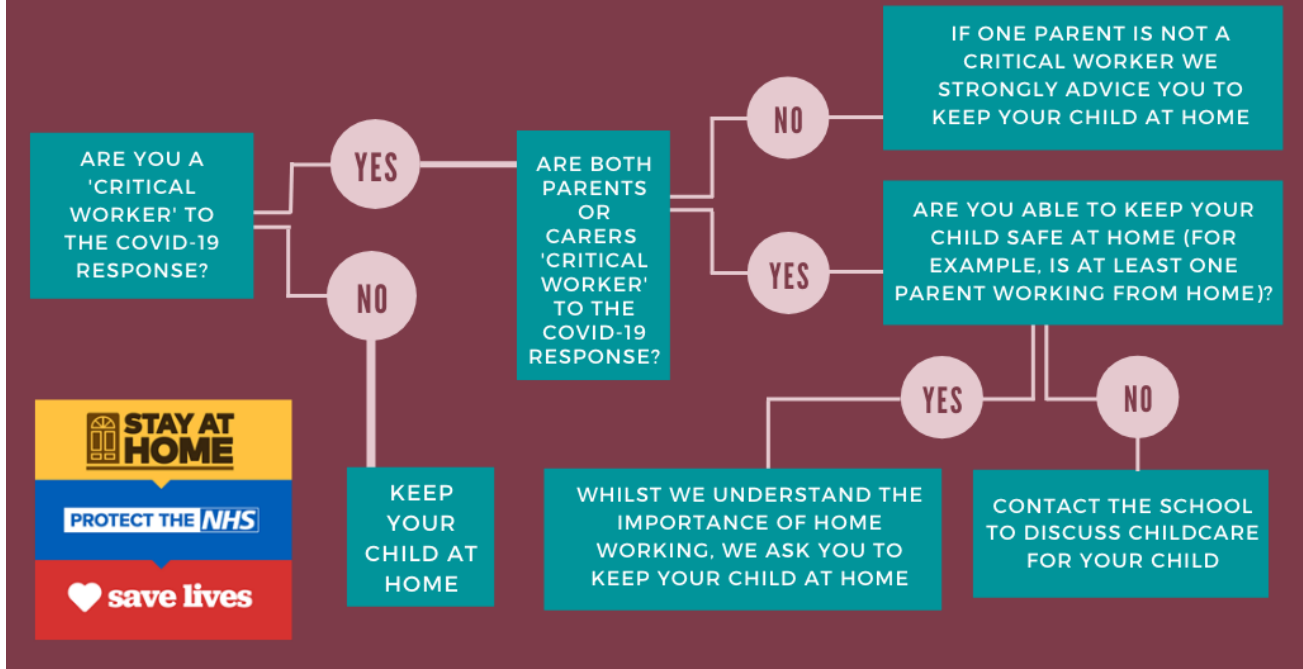 ARE YOU A
'CRITICAL
WORKER' TO
THE COVID-19
RESPONSE?
YES
NO
KEEP
YOUR
CHILD AT
HOME
ARE BOTH
PARENTS
OR
CARERS
'CRITICAL
WORKER'
TO THE
COVID-19
RESPONSE?
NO
IF ONE PARENT IS NOT A
CRITICAL WORKER WE
STRONGLY ADVICE YOU TO
KEEP YOUR CHILD AT HOME
YES
ARE YOU ABLE TO KEEP YOUR
CHILD SAFE AT HOME (FOR
EXAMPLE, IS AT LEAST ONE
PARENT WORKING FROM HOME)?
YES
WHILST WE UNDERSTAND THE
IMPORTANCE OF HOME
WORKING, WE ASK YOU TO
KEEP YOUR CHILD AT HOME
NO
CONTACT THE SCHOOL
TO DISCUSS CHILDCARE
FOR YOUR CHILD
STAY AT
HOME
PROTECT THE NHS
save lives